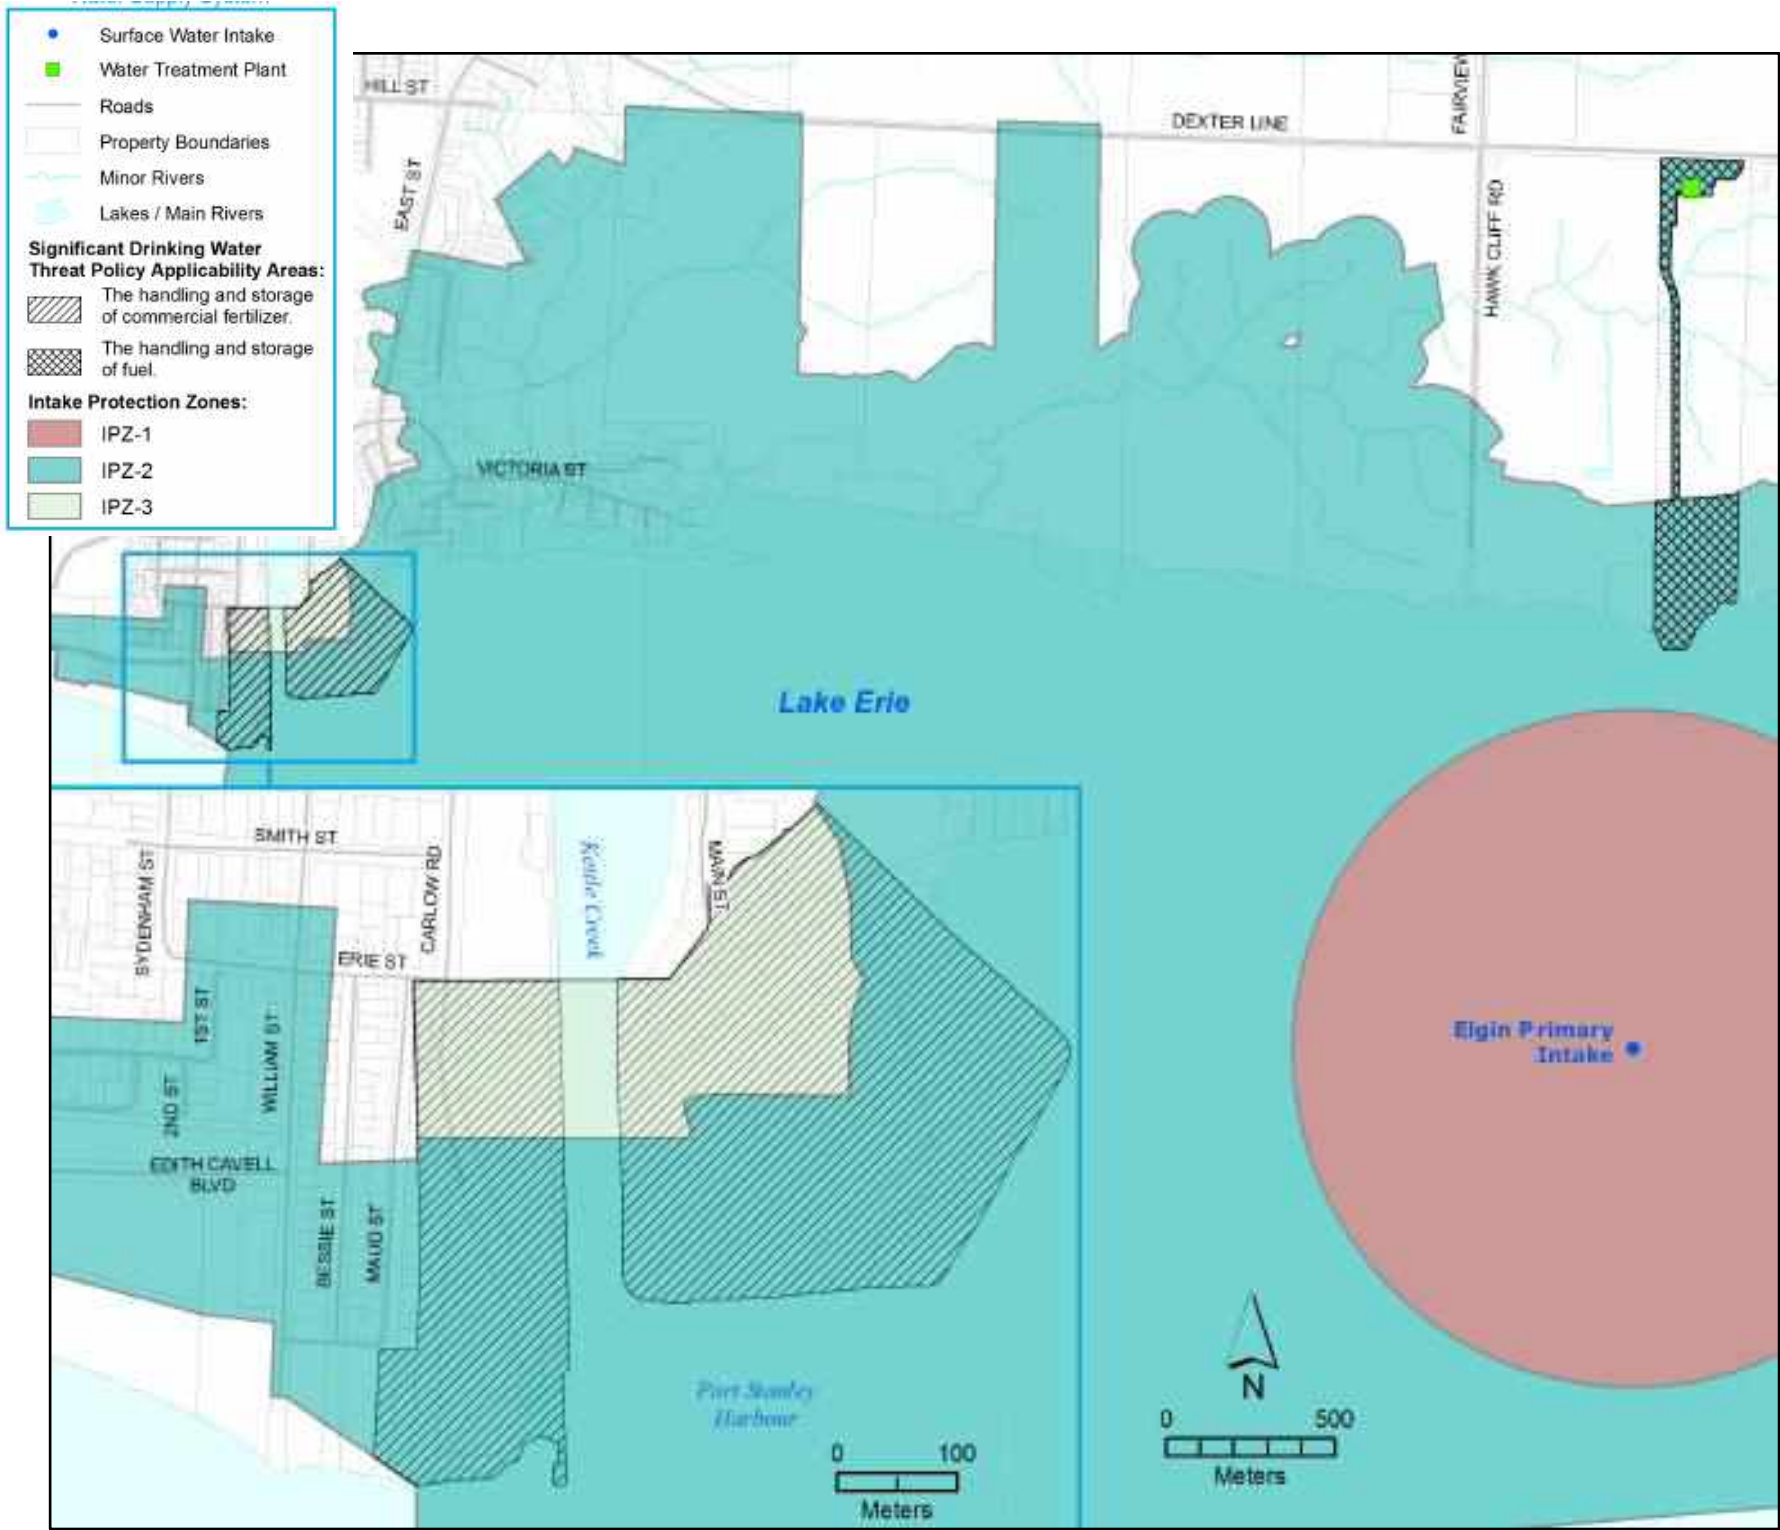 Water Supply System
Surface Water Intake
Water Treatment Plant
Roads
Property Boundaries
Minor Rivers
Lakes / Main Rivers
Significant Drinking Water
Threat Policy Applicability Areas:
The handling and storage
of commercial fertilizer.
The handling and storage
of fuel.
Intake Protection Zones:
IPZ-1
IPZ-2
IPZ-3
HILL ST
EAST ST
DEXTER LINE
FAIRVIEW
HAWK CLIFF RD
VICTORIA ST
Lake Erie
SMITH ST
SYDENHAM ST
CARLOW RD
Kettle Creek
MAIN ST
ERIE ST
1ST ST
WILLIAM ST
2ND ST
EDITH CAVELL
BLVD
BESSIE ST
MAUD ST
Elgin Primary
Intake
Port Stanley
Harbour
0 100
Meters
N
0 500
Meters